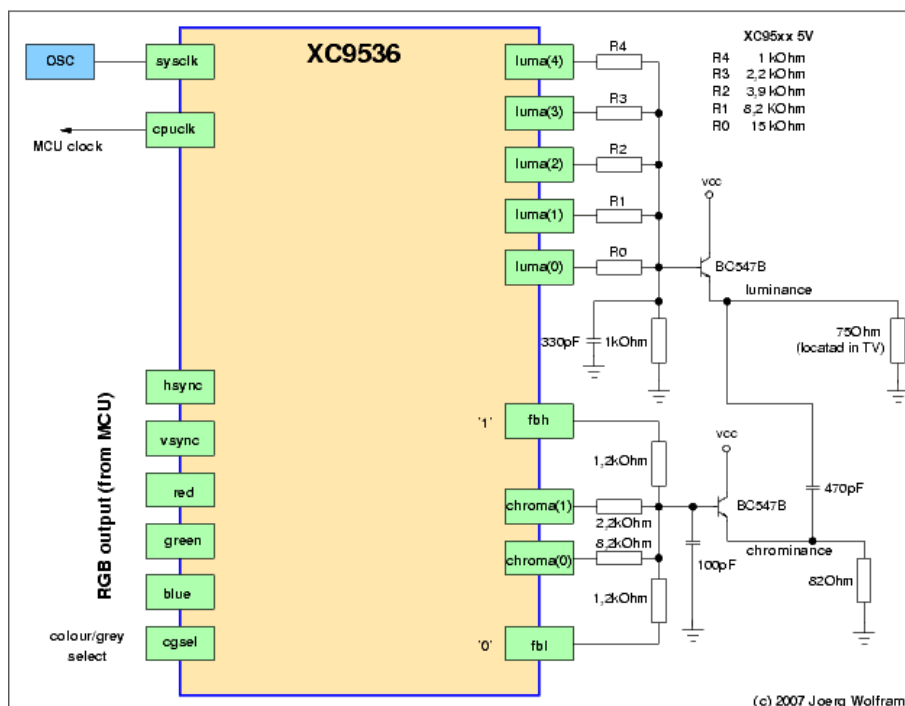 XC9536
OSC
sysclk
cpuclk
MCU clock
hsync
vsync
red
green
blue
cgsel
RGB output (from MCU)
colour/grey
select
luma(4)
luma(3)
luma(2)
luma(1)
luma(0)
R4
R3
R2
R1
R0
XC95xx 5V
R4 1 kOhm
R3 2,2 kOhm
R2 3,9 kOhm
R1 8,2 KOhm
R0 15 kOhm
vcc
BC547B
luminance
330pF
1kOhm
75Ohm
(locatad in TV)
'1'
fbh
chroma(1)
chroma(0)
'0'
fbl
1,2kOhm
2,2kOhm
8,2kOhm
1,2kOhm
vcc
BC547B
470pF
chrominance
100pF
82Ohm
(c) 2007 Joerg Wolfram